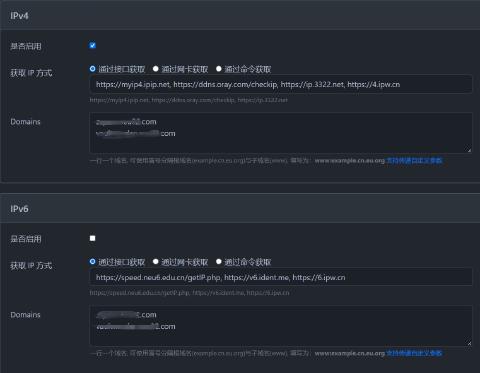 IPv4
是否启用
获取 IP 方式
通过接口获取 通过网卡获取 通过命令获取
https://myip4.ipip.net, https://ddns.oray.com/checkip, https://ip.3322.net, https://4.ipw.cn
https://myip4.ipip.net, https://ddns.oray.com/checkip, https://ip.3322.net
Domains
.com
.com
一行一个域名, 可使用冒号分隔根域名(example.cn.eu.org)与子域名(www), 填写为: www:example.cn.eu.org 支持传递自定义参数
IPv6
是否启用
获取 IP 方式
通过接口获取 通过网卡获取 通过命令获取
https://speed.neu6.edu.cn/getIP.php, https://v6.ident.me, https://6.ipw.cn
https://speed.neu6.edu.cn/getIP.php, https://v6.ident.me, https://6.ipw.cn
Domains
.com
.com
一行一个域名, 可使用冒号分隔根域名(example.cn.eu.org)与子域名(www), 填写为: www:example.cn.eu.org 支持传递自定义参数